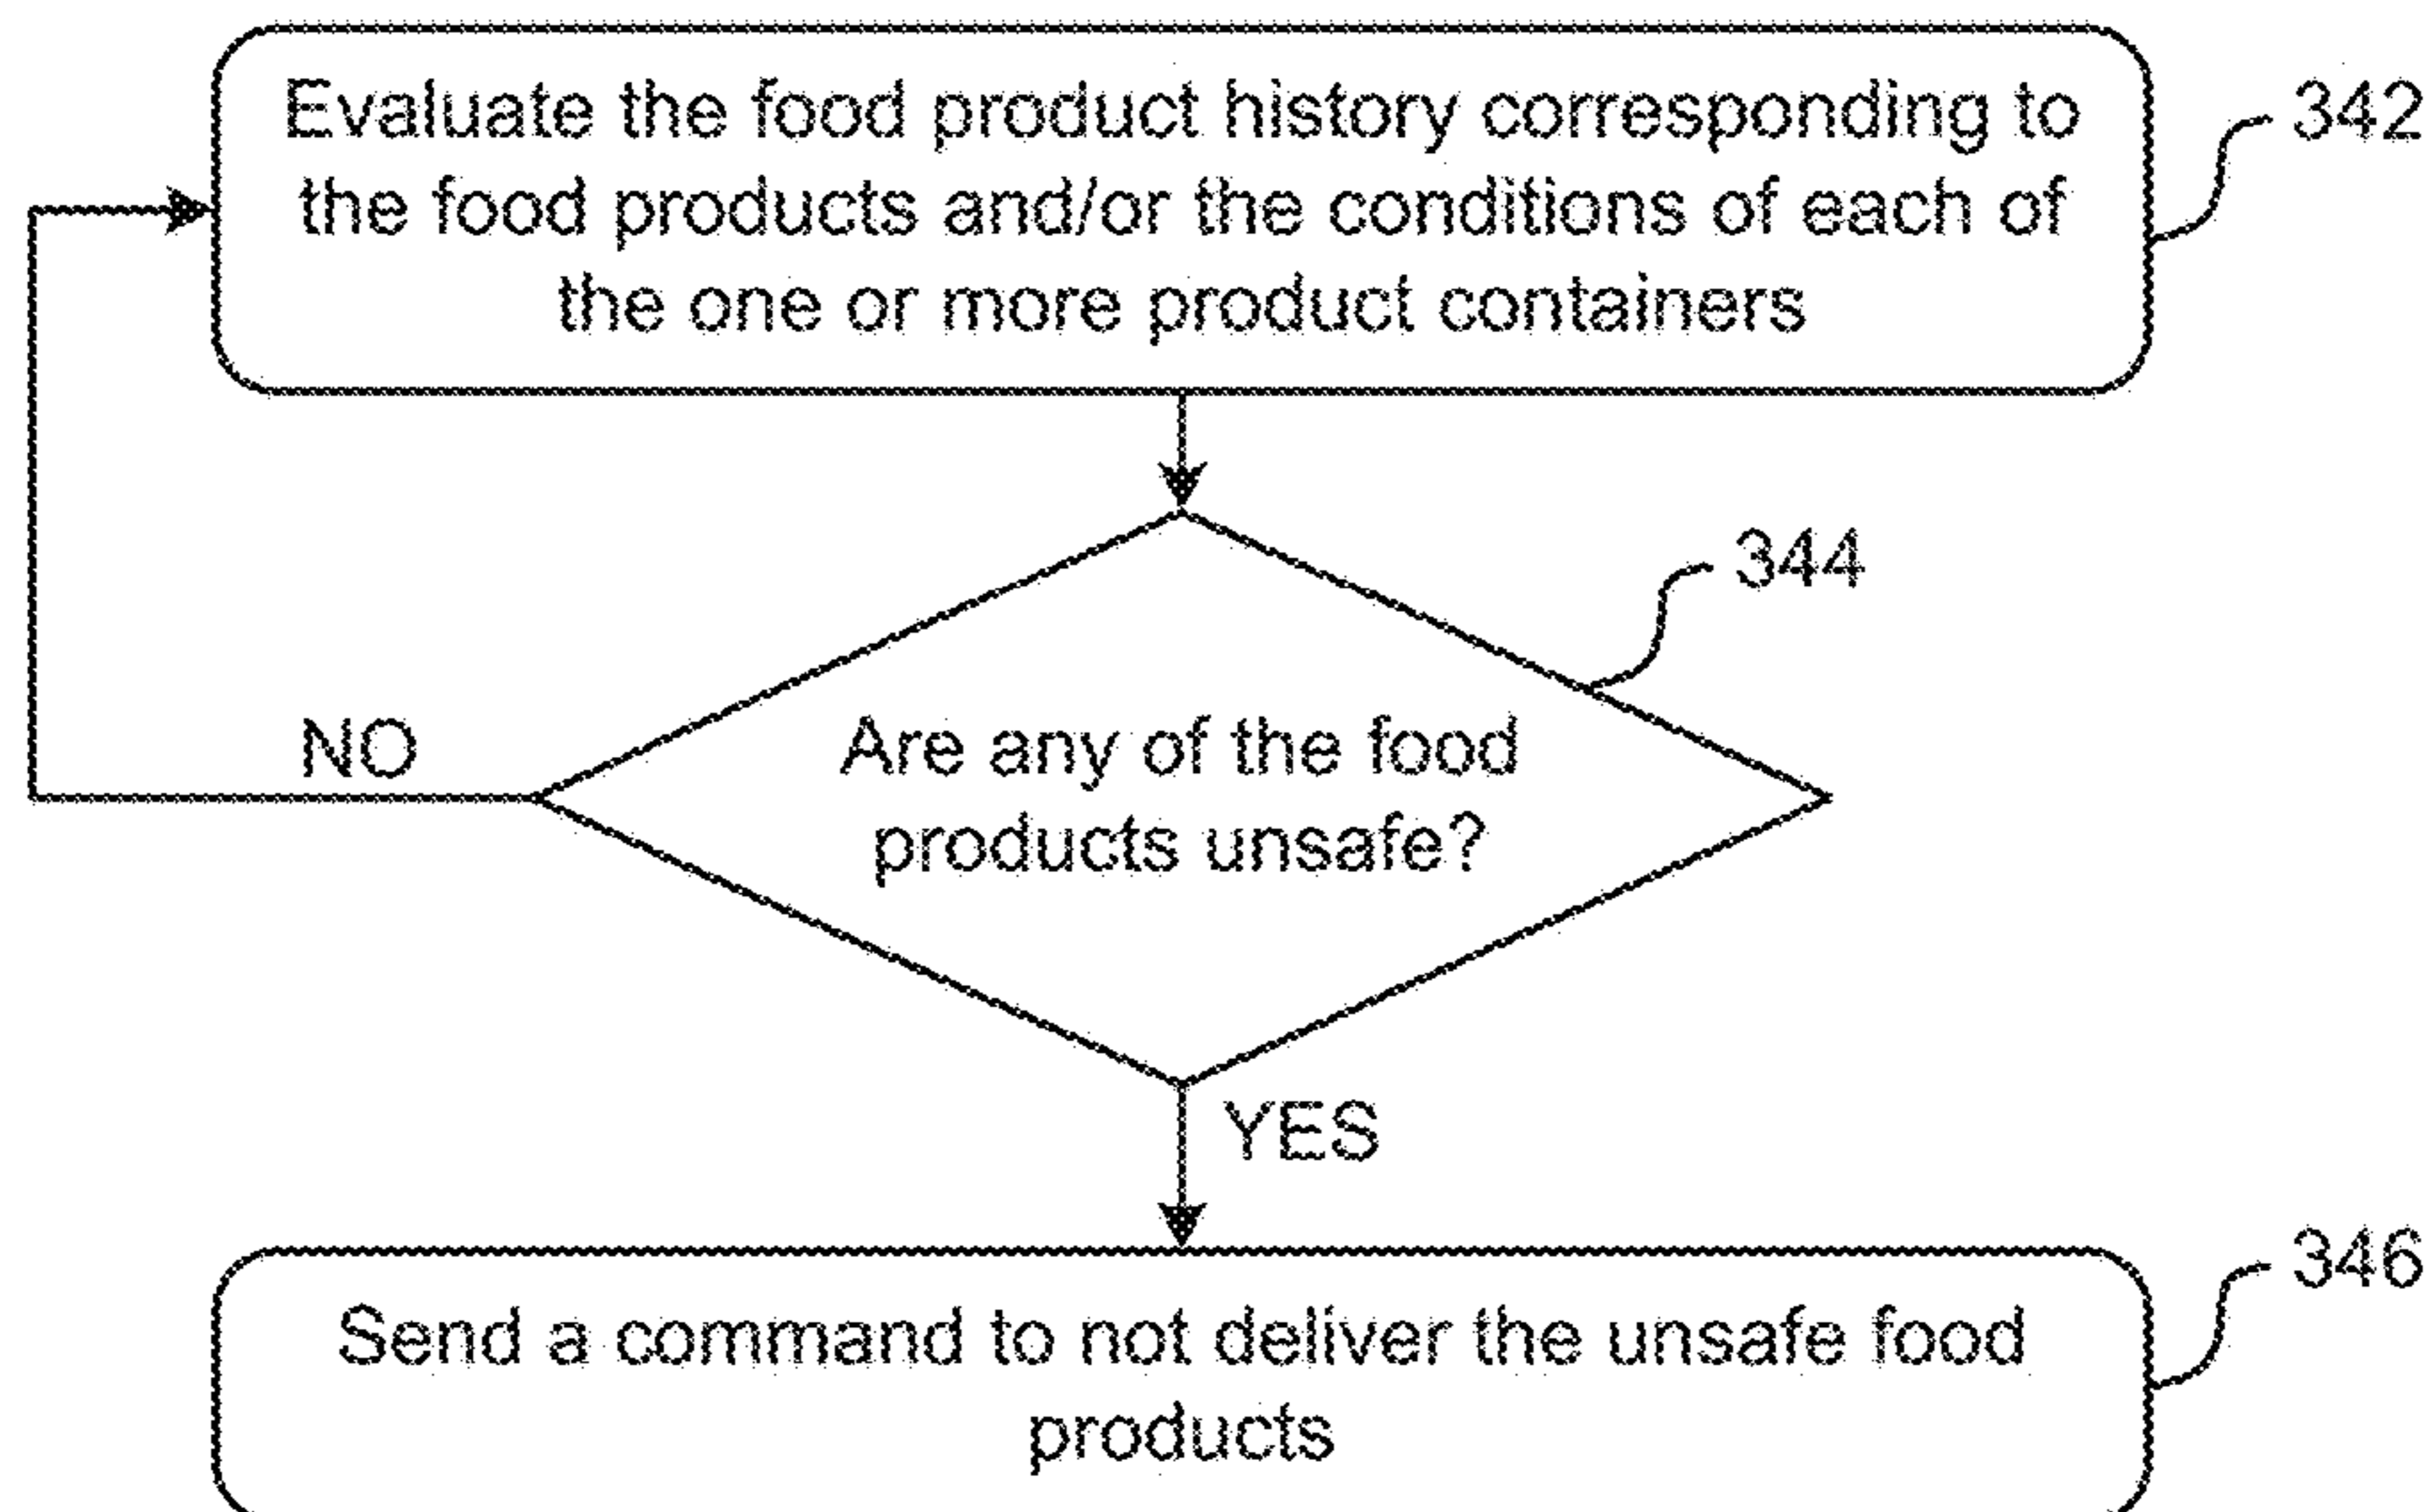 Evaluate the food product history corresponding to
the food products and/or the conditions of each of
the one or more product containers
342
344
Are any of the food
products unsafe?
NO
YES
Send a command to not deliver the unsafe food
products
346